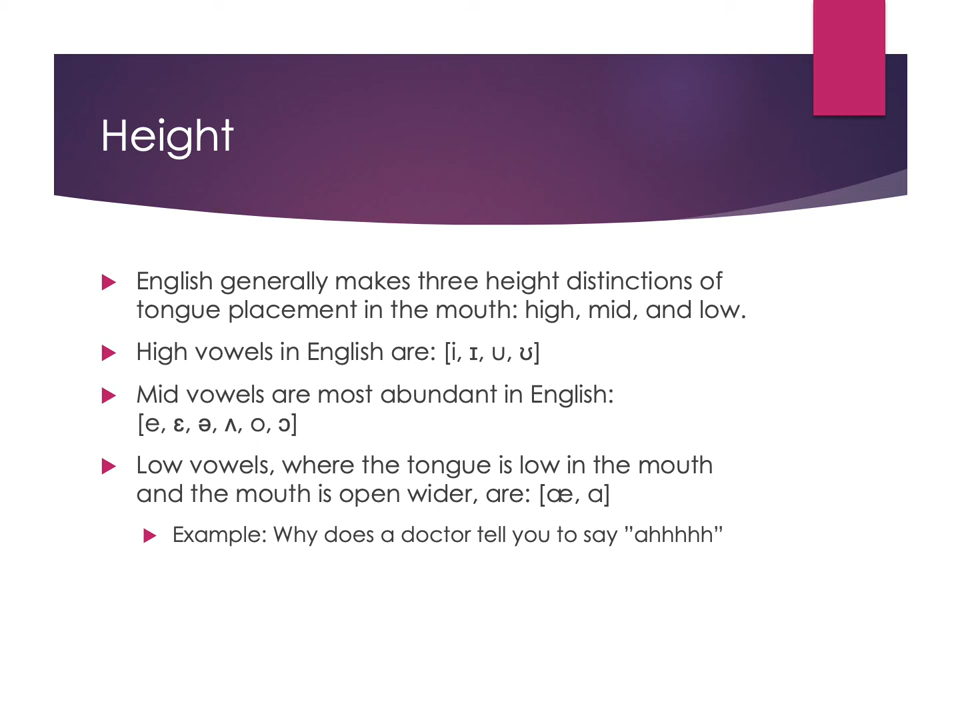 Height
English generally makes three height distinctions of
tongue placement in the mouth: high, mid, and low.
High vowels in English are: [i, ɪ, u, ʊ]
Mid vowels are most abundant in English:
[e, ɛ, ə, ʌ, o, ɔ]
Low vowels, where the tongue is low in the mouth
and the mouth is open wider, are: [æ, ɑ]
Example: Why does a doctor tell you to say ”ahhhhh”